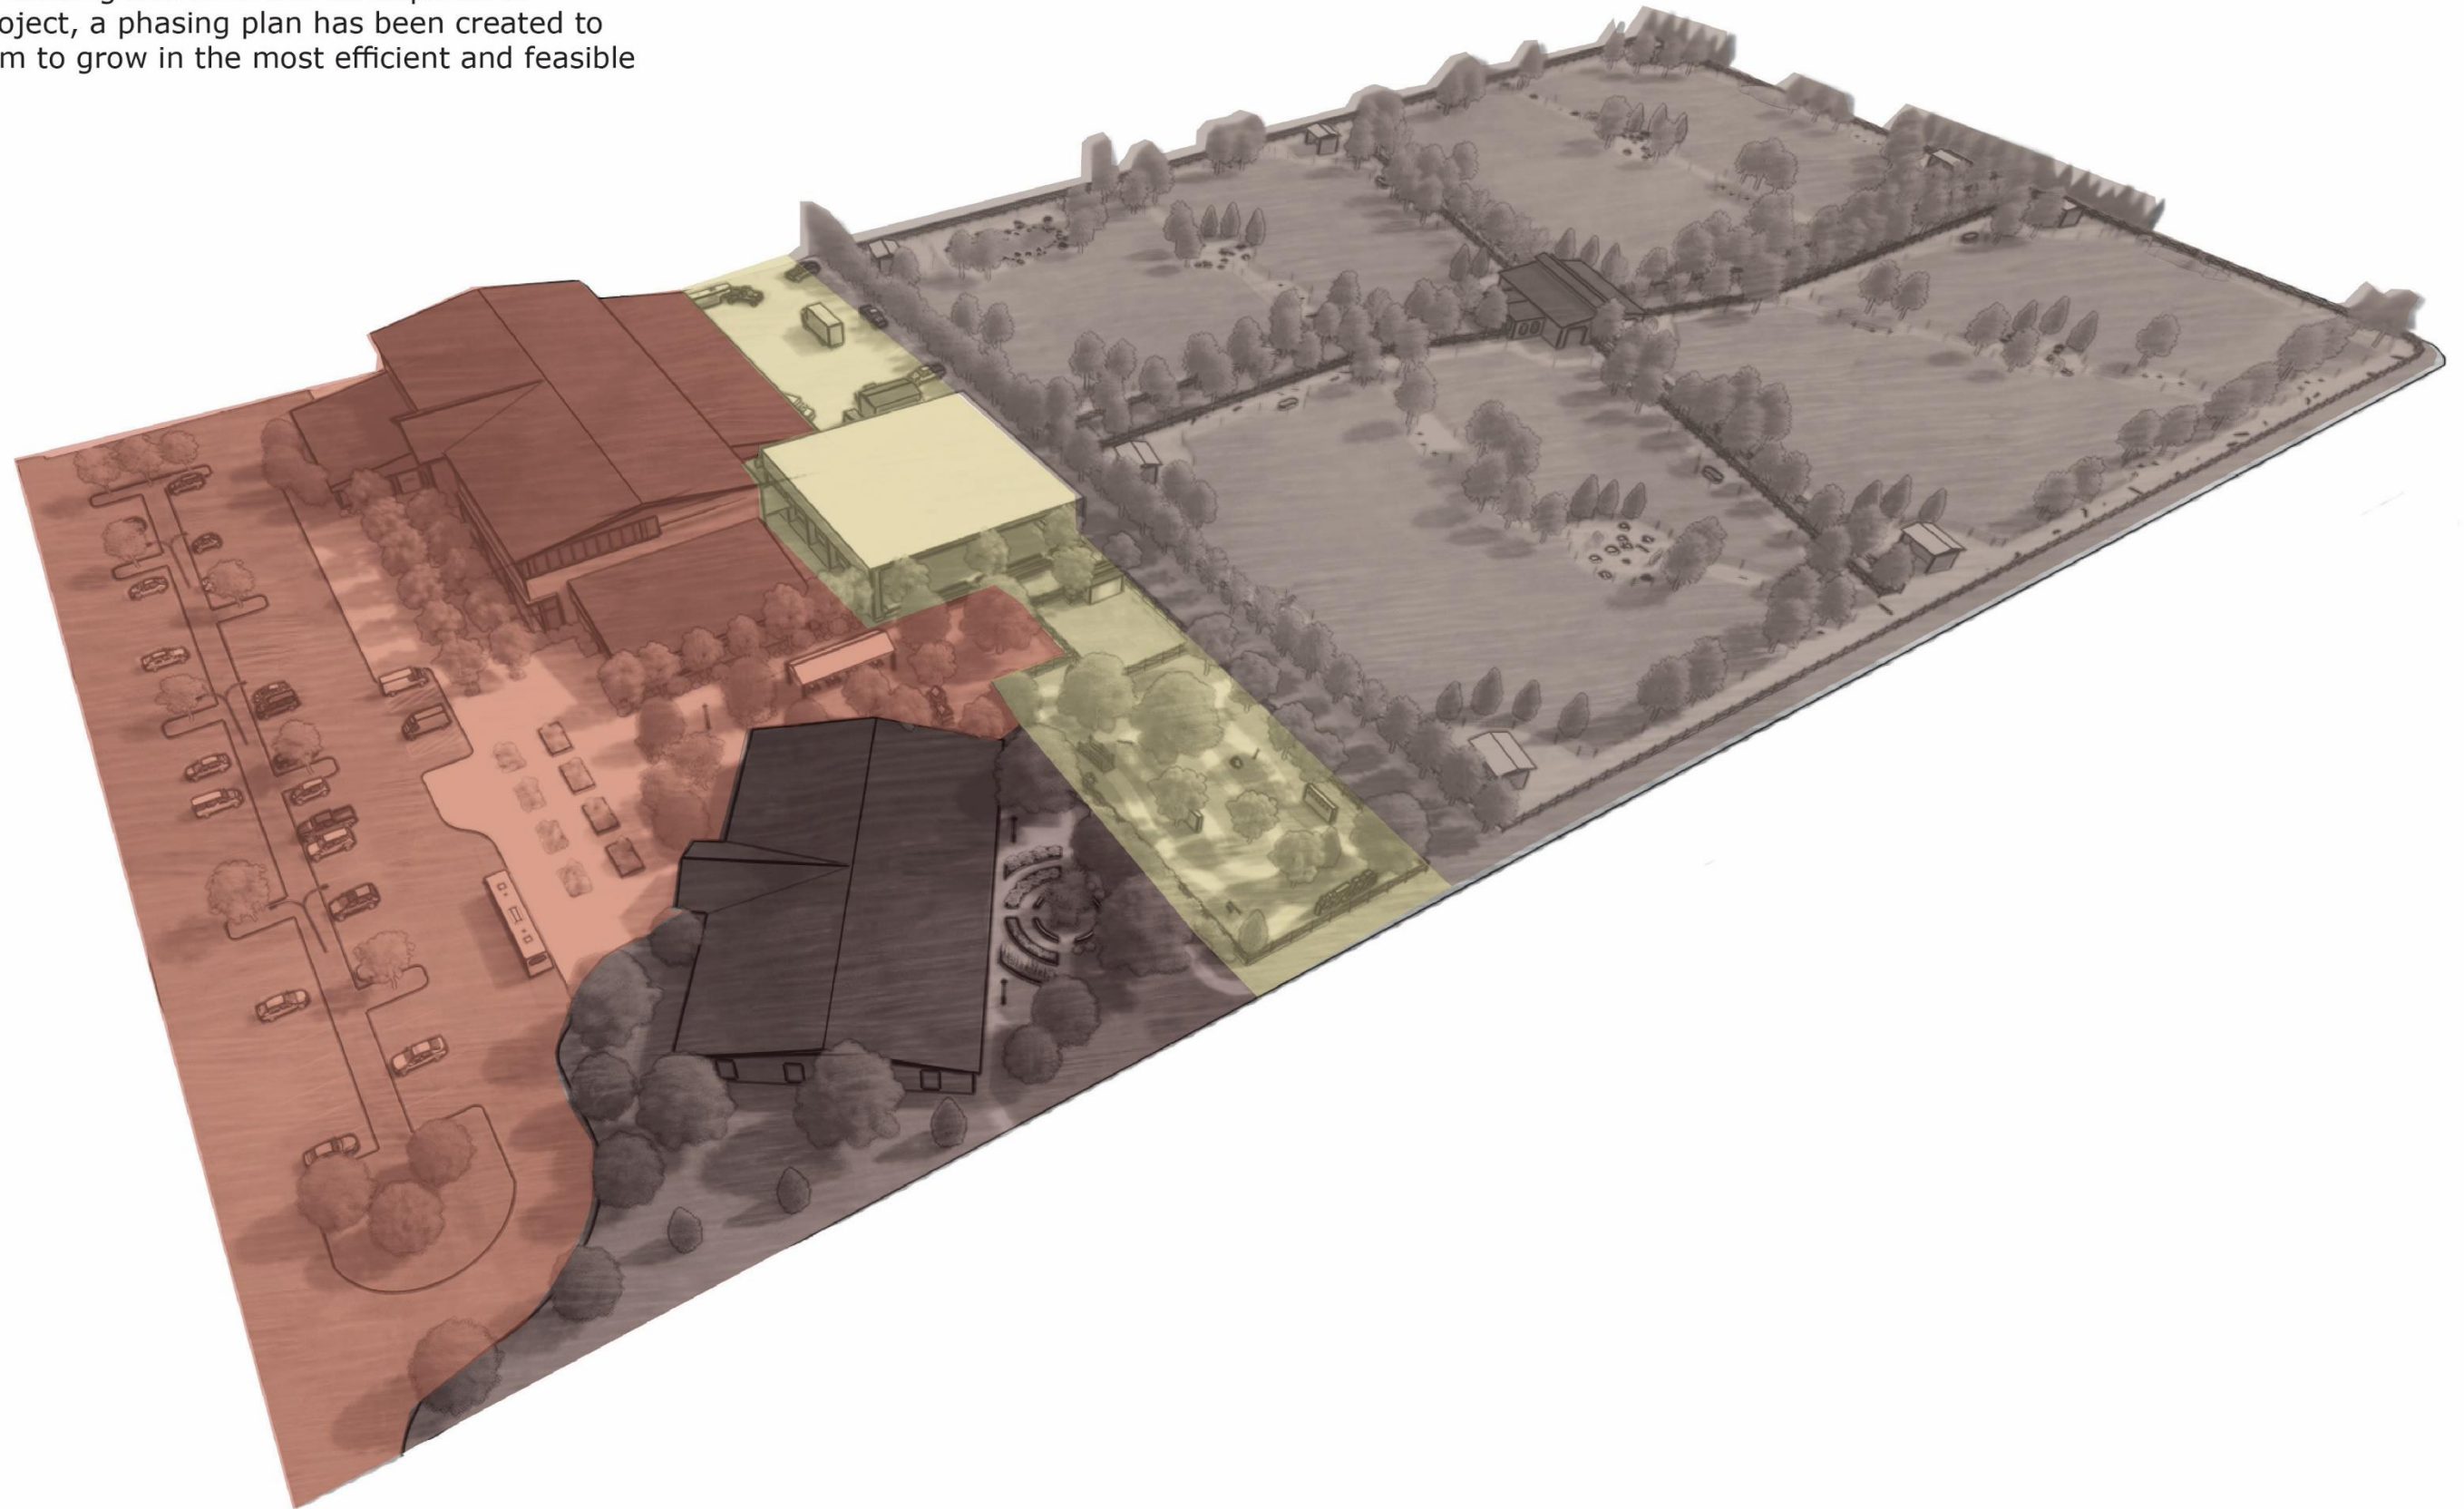 oject, a phasing plan has been created to
m to grow in the most efficient and feasible